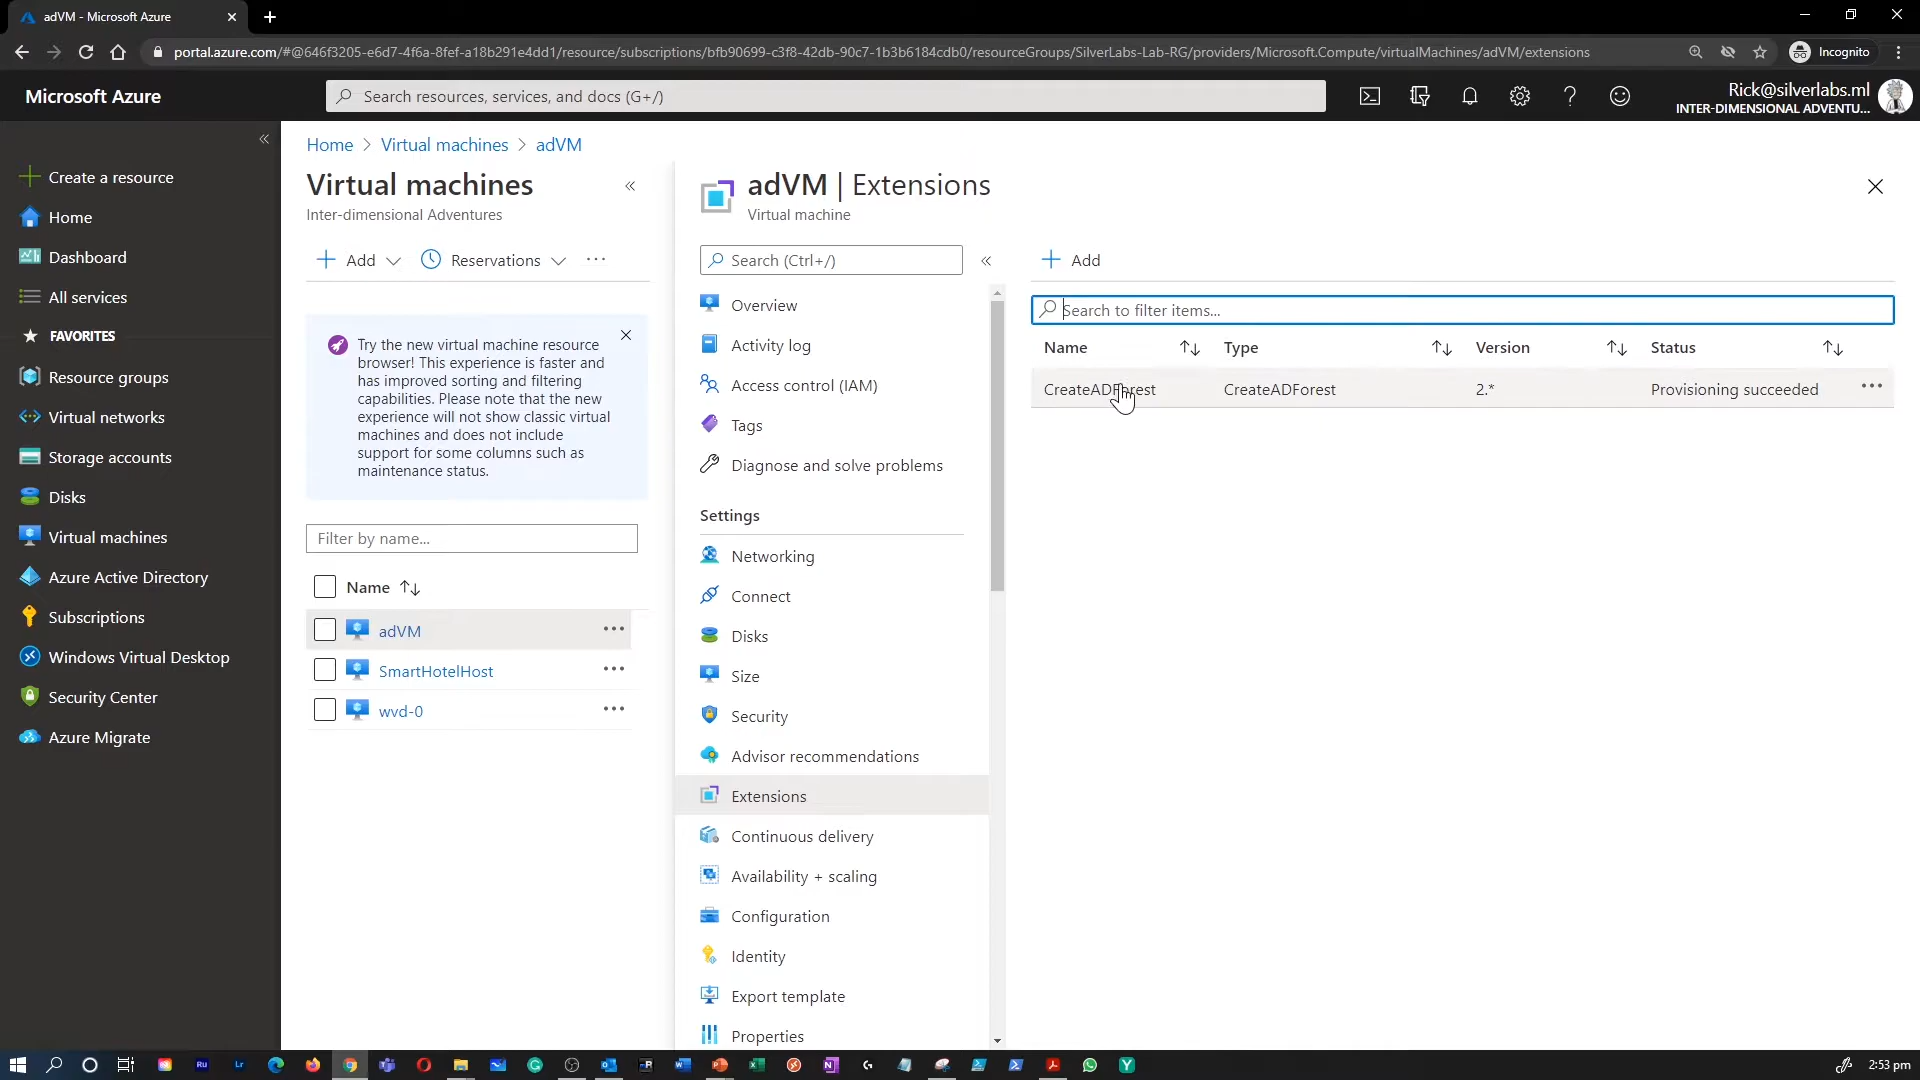 adVM - Microsoft Azure
portal.azure.com/#@646f3205-e6d7-4f6a-8fef-a18b291e4dd1/resource/subscriptions/bfb90699-c3f8-42db-90c7-1b3b6184cdb0/resourceGroups/SilverLabs-Lab-RG/providers/Microsoft.Compute/virtualMachines/adVM/extensions
Incognito
Microsoft Azure
Search resources, services, and docs (G+/)
Rick@silverlabs.ml
INTER-DIMENSIONAL ADVENTU...
Create a resource
Home
Dashboard
All services
FAVORITES
Resource groups
Virtual networks
Storage accounts
Disks
Virtual machines
Azure Active Directory
Subscriptions
Windows Virtual Desktop
Security Center
Azure Migrate
Home > Virtual machines > adVM
Virtual machines
Inter-dimensional Adventures
Add
Reservations
Try the new virtual machine resource
browser! This experience is faster and
has improved sorting and filtering
capabilities. Please note that the new
experience will not show classic virtual
machines and does not include
support for some columns such as
maintenance status.
Filter by name...
Name
adVM
SmartHotelHost
wvd-0
adVM | Extensions
Virtual machine
Search (Ctrl+/)
Overview
Activity log
Access control (IAM)
Tags
Diagnose and solve problems
Settings
Networking
Connect
Disks
Size
Security
Advisor recommendations
Extensions
Continuous delivery
Availability + scaling
Configuration
Identity
Export template
Properties
Add
Search to filter items...
Name Type Version Status
CreateADForest CreateADForest 2.* Provisioning succeeded
2:53 pm